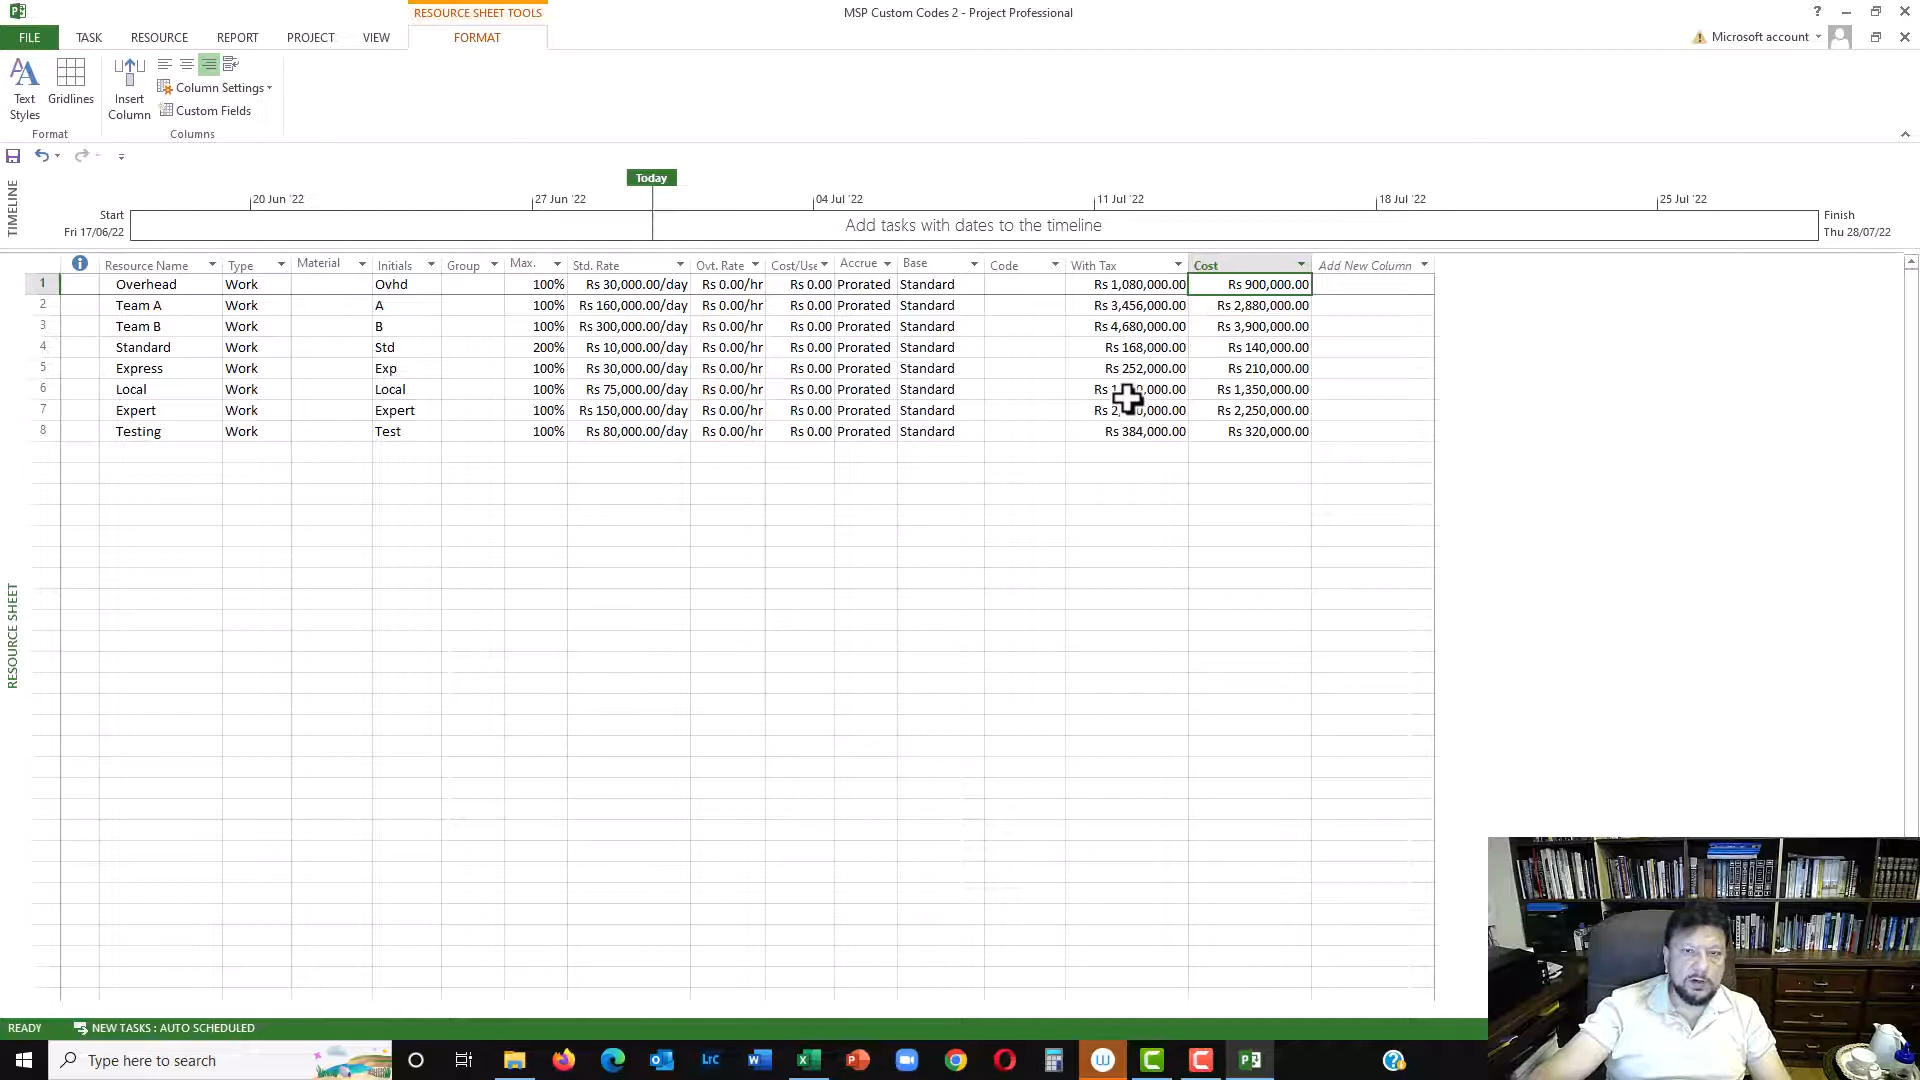 RESOURCE SHEET TOOLS
MSP Custom Codes 2 - Project Professional
?
FILE TASK RESOURCE REPORT PROJECT VIEW FORMAT
Microsoft account
Text Styles
Gridlines
Insert Column
Column Settings
Custom Fields
Format
Columns
TIMELINE
Today
20 Jun '22 27 Jun '22 04 Jul '22 11 Jul '22 18 Jul '22 25 Jul '22
Start
Fri 17/06/22
Add tasks with dates to the timeline
Finish
Thu 28/07/22
RESOURCE SHEET
Resource Name Type Material Initials Group Max. Std. Rate Ovt. Rate Cost/Use Accrue Base Code With Tax Cost Add New Column
1 Overhead Work Ovhd 100% Rs 30,000.00/day Rs 0.00/hr Rs 0.00 Prorated Standard Rs 1,080,000.00 Rs 900,000.00
2 Team A Work A 100% Rs 160,000.00/day Rs 0.00/hr Rs 0.00 Prorated Standard Rs 3,456,000.00 Rs 2,880,000.00
3 Team B Work B 100% Rs 300,000.00/day Rs 0.00/hr Rs 0.00 Prorated Standard Rs 4,680,000.00 Rs 3,900,000.00
4 Standard Work Std 200% Rs 10,000.00/day Rs 0.00/hr Rs 0.00 Prorated Standard Rs 168,000.00 Rs 140,000.00
5 Express Work Exp 100% Rs 30,000.00/day Rs 0.00/hr Rs 0.00 Prorated Standard Rs 252,000.00 Rs 210,000.00
6 Local Work Local 100% Rs 75,000.00/day Rs 0.00/hr Rs 0.00 Prorated Standard Rs Rs 1,350,000.00
7 Expert Work Expert 100% Rs 150,000.00/day Rs 0.00/hr Rs 0.00 Prorated Standard Rs Rs 2,250,000.00
8 Testing Work Test 100% Rs 80,000.00/day Rs 0.00/hr Rs 0.00 Prorated Standard Rs 384,000.00 Rs 320,000.00
READY NEW TASKS : AUTO SCHEDULED
Type here to search
Lrc